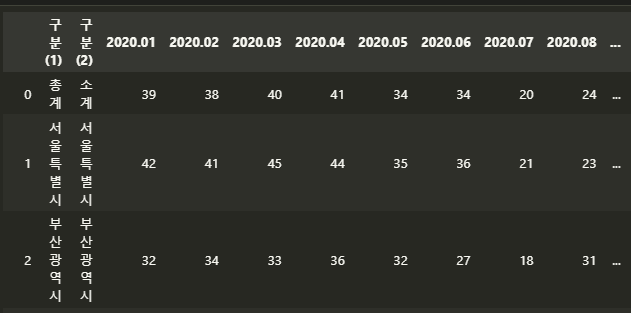 구분(1) 구분(2) 2020.01 2020.02 2020.03 2020.04 2020.05 2020.06 2020.07 2020.08 ...
0 총계 소계 39 38 40 41 34 34 20 24 ...
1 서울특별시 서울특별시 42 41 45 44 35 36 21 23 ...
2 부산광역시 부산광역시 32 34 33 36 32 27 18 31 ...